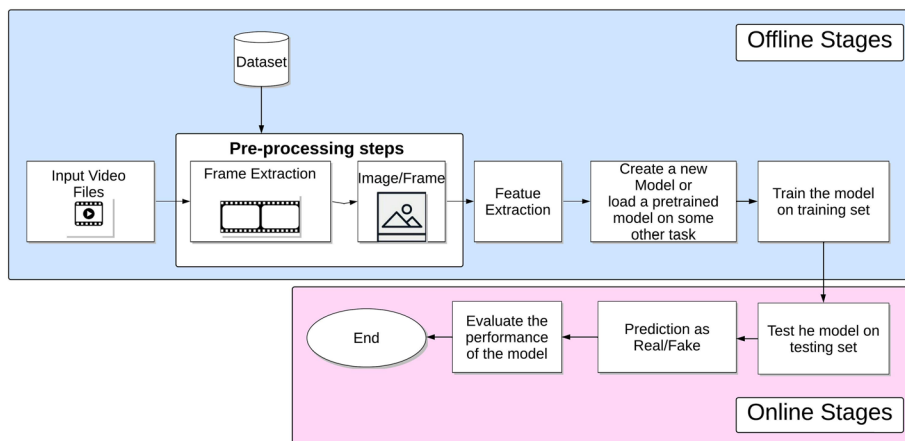 Offline Stages
Dataset
Pre-processing steps
Input Video
Files
Frame Extraction
Image/Frame
Featue
Extraction
Create a new
Model or
load a pretrained
model on some
other task
Train the model
on training set
End
Evaluate the
performance
of the model
Prediction as
Real/Fake
Test he model on
testing set
Online Stages